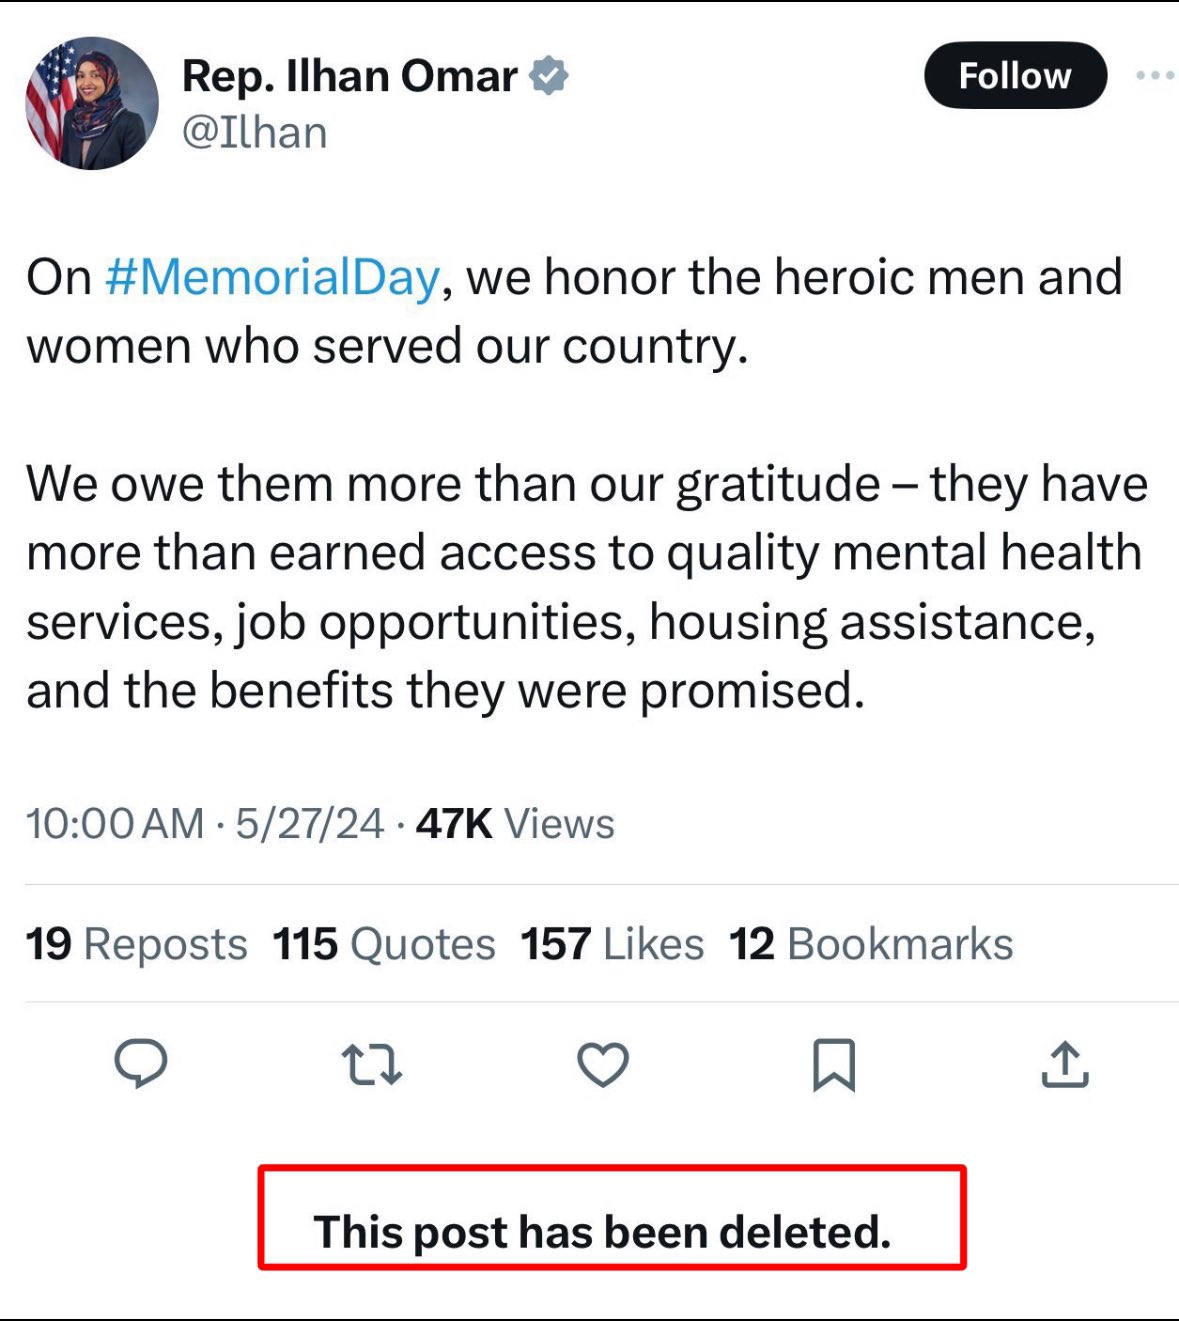 Rep. Ilhan Omar
Follow
@Ilhan
On #MemorialDay, we honor the heroic men and
women who served our country.
We owe them more than our gratitude – they have
more than earned access to quality mental health
services, job opportunities, housing assistance,
and the benefits they were promised.
10:00 AM · 5/27/24 · 47K Views
19 Reposts 115 Quotes 157 Likes 12 Bookmarks
This post has been deleted.